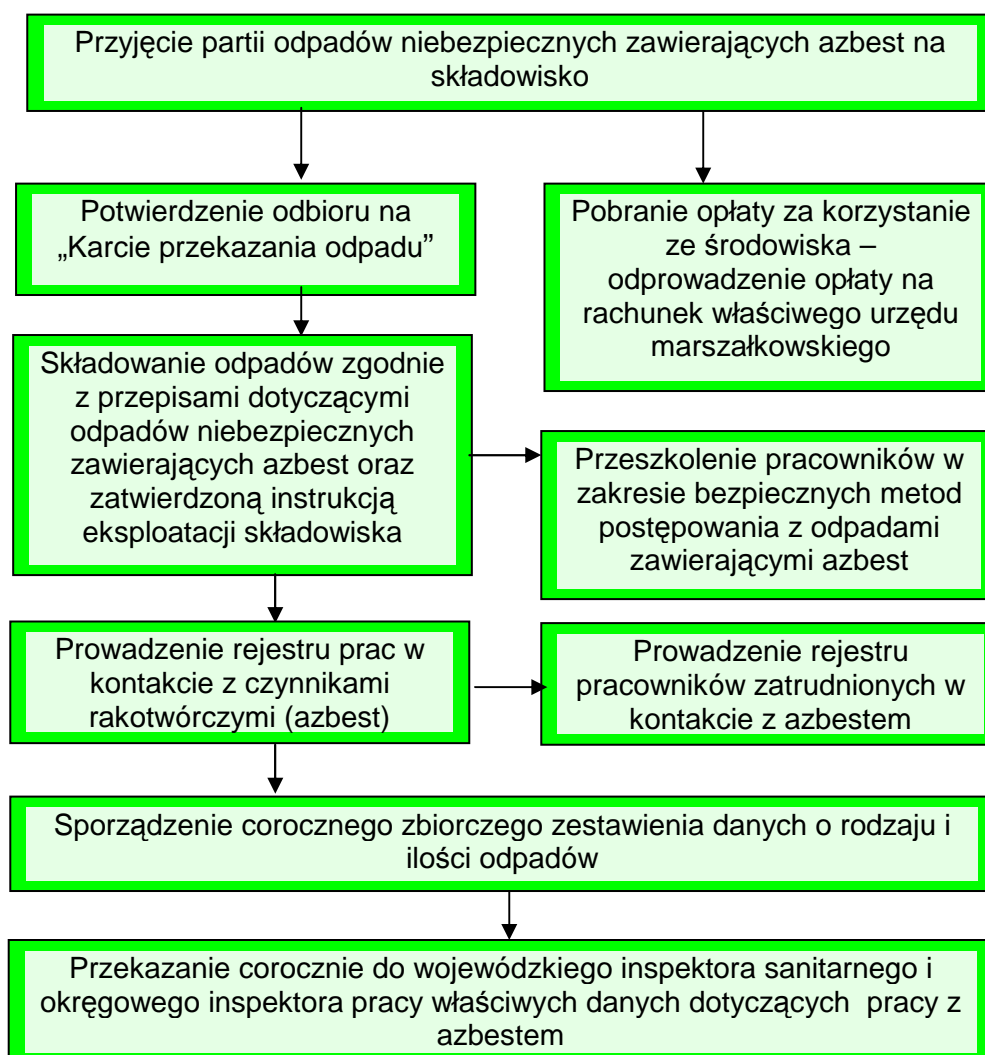 Przyjęcie partii odpadów niebezpiecznych zawierających azbest na
składowisko
Potwierdzenie odbioru na
„Karcie przekazania odpadu”
Pobranie opłaty za korzystanie
ze środowiska –
odprowadzenie opłaty na
rachunek właściwego urzędu
marszałkowskiego
Składowanie odpadów zgodnie
z przepisami dotyczącymi
odpadów niebezpiecznych
zawierających azbest oraz
zatwierdzoną instrukcją
eksploatacji składowiska
Przeszkolenie pracowników w
zakresie bezpiecznych metod
postępowania z odpadami
zawierającymi azbest
Prowadzenie rejestru prac w
kontakcie z czynnikami
rakotwórczymi (azbest)
Prowadzenie rejestru
pracowników zatrudnionych w
kontakcie z azbestem
Sporządzenie corocznego zbiorczego zestawienia danych o rodzaju i
ilości odpadów
Przekazanie corocznie do wojewódzkiego inspektora sanitarnego i
okręgowego inspektora pracy właściwych danych dotyczących pracy z
azbestem